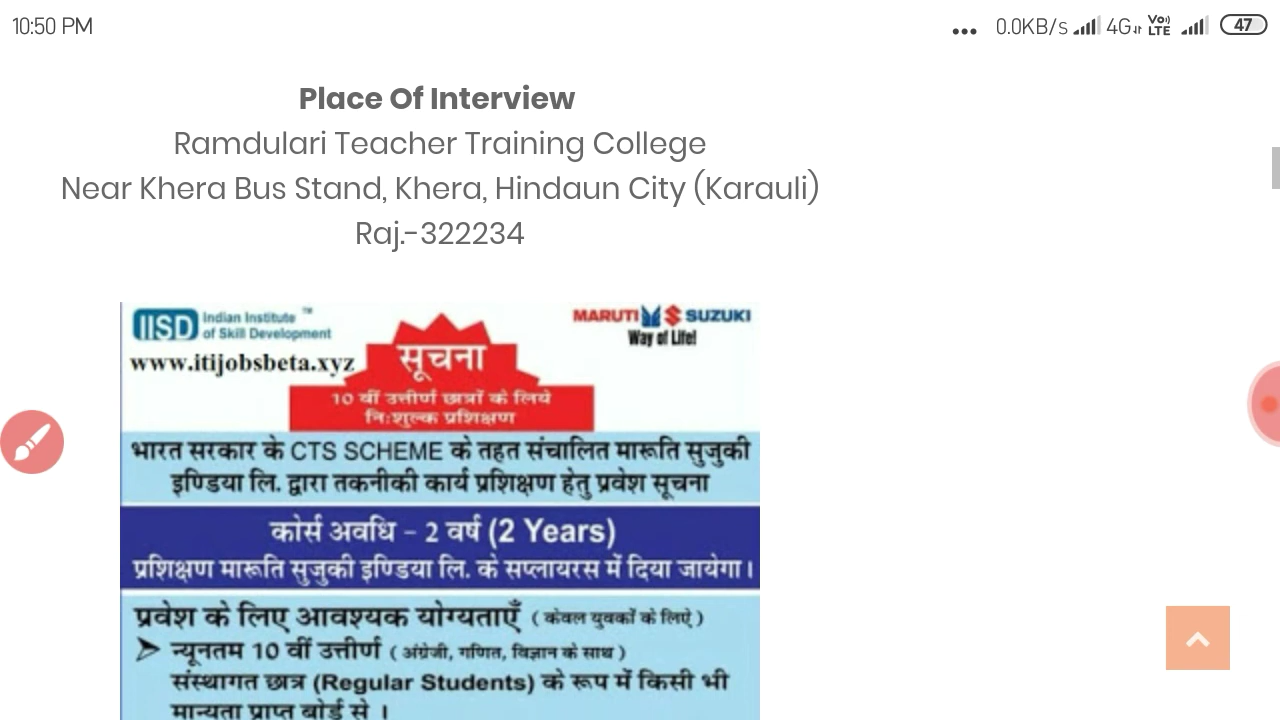 10:50 PM
... 0.0KB/s 4G Vo) LTE 47
Place Of Interview
Ramdulari Teacher Training College
Near Khera Bus Stand, Khera, Hindaun City (Karauli)
Raj.-322234
IISD Indian Institute ™
of Skill Development
MARUTI SUZUKI
Way of Life!
www.itijobsbeta.xyz
सूचना
10 वीं उत्तीर्ण छात्रों के लिये
निःशुल्क प्रशिक्षण
भारत सरकार के CTS SCHEME के तहत संचालित मारूति सुजुकी
इण्डिया लि. द्वारा तकनीकी कार्य प्रशिक्षण हेतु प्रवेश सूचना
कोर्स अवधि - 2 वर्ष (2 Years)
प्रशिक्षण मारूति सुजुकी इण्डिया लि. के सप्लायरस में दिया जायेगा।
प्रवेश के लिए आवश्यक योग्यताएँ ( केवल युवकों के लिऐ )
➢ न्यूनतम 10 वीं उत्तीर्ण ( अंग्रेजी, गणित, विज्ञान के साथ )
संस्थागत छात्र (Regular Students) के रूप में किसी भी
मान्यता प्राप्त बोर्ड से ।